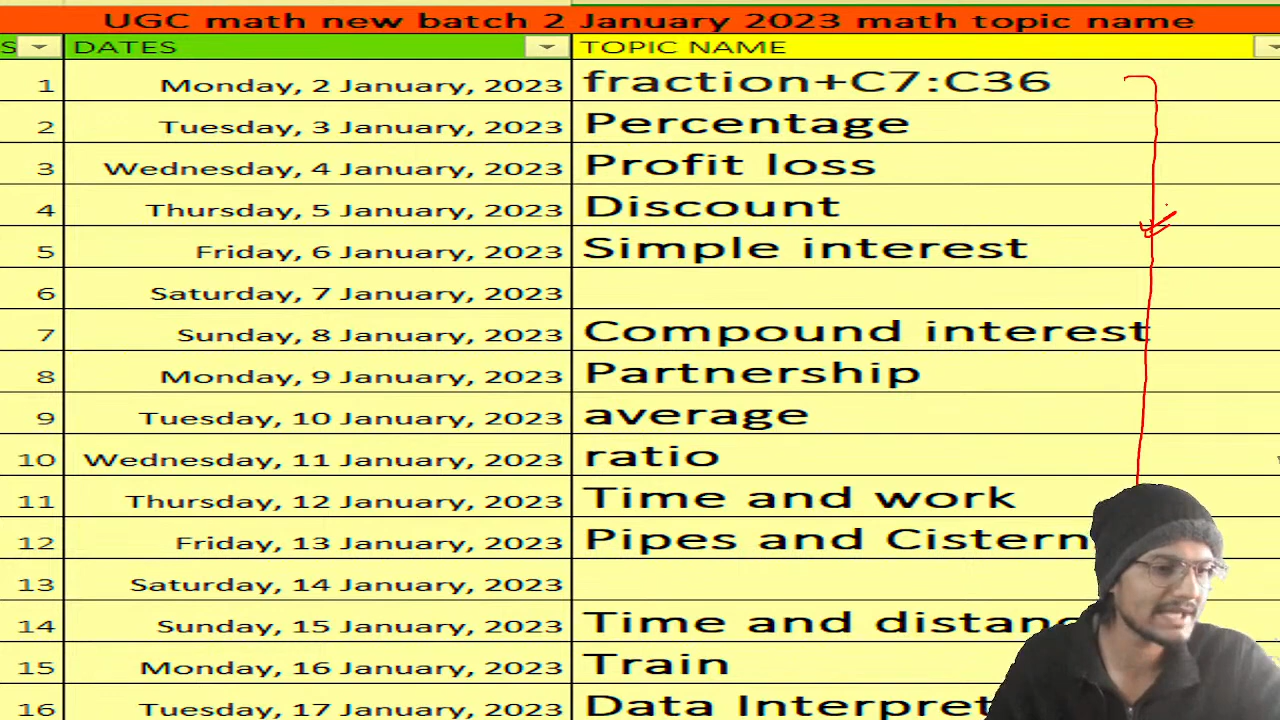 UGC math new batch 2 January 2023 math topic name
S DATES TOPIC NAME
1 Monday, 2 January, 2023 fraction+C7:C36
2 Tuesday, 3 January, 2023 Percentage
3 Wednesday, 4 January, 2023 Profit loss
4 Thursday, 5 January, 2023 Discount
5 Friday, 6 January, 2023 Simple interest
6 Saturday, 7 January, 2023
7 Sunday, 8 January, 2023 Compound interest
8 Monday, 9 January, 2023 Partnership
9 Tuesday, 10 January, 2023 average
10 Wednesday, 11 January, 2023 ratio
11 Thursday, 12 January, 2023 Time and work
12 Friday, 13 January, 2023 Pipes and Cistern
13 Saturday, 14 January, 2023
14 Sunday, 15 January, 2023 Time and distanc
15 Monday, 16 January, 2023 Train
16 Tuesday, 17 January, 2023 Data Interpret